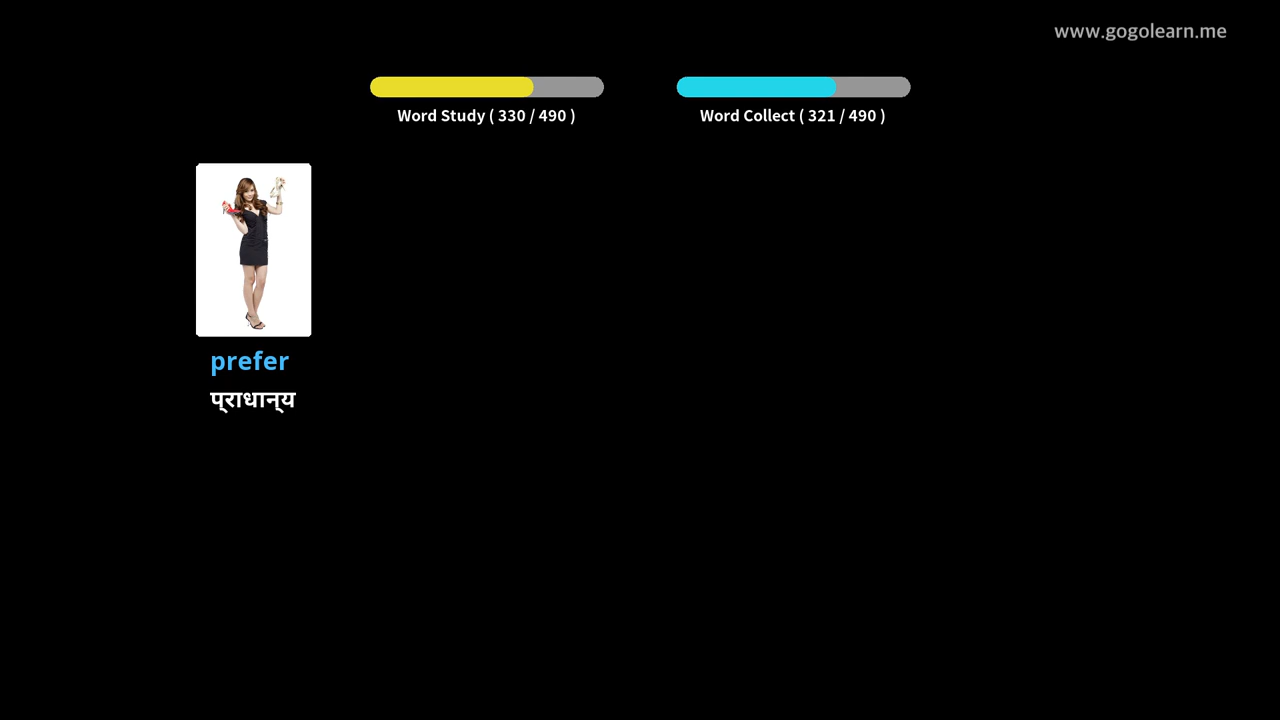 www.gogolearn.me
Word Study ( 330 / 490 )
Word Collect ( 321 / 490 )
prefer
प्राधान्य